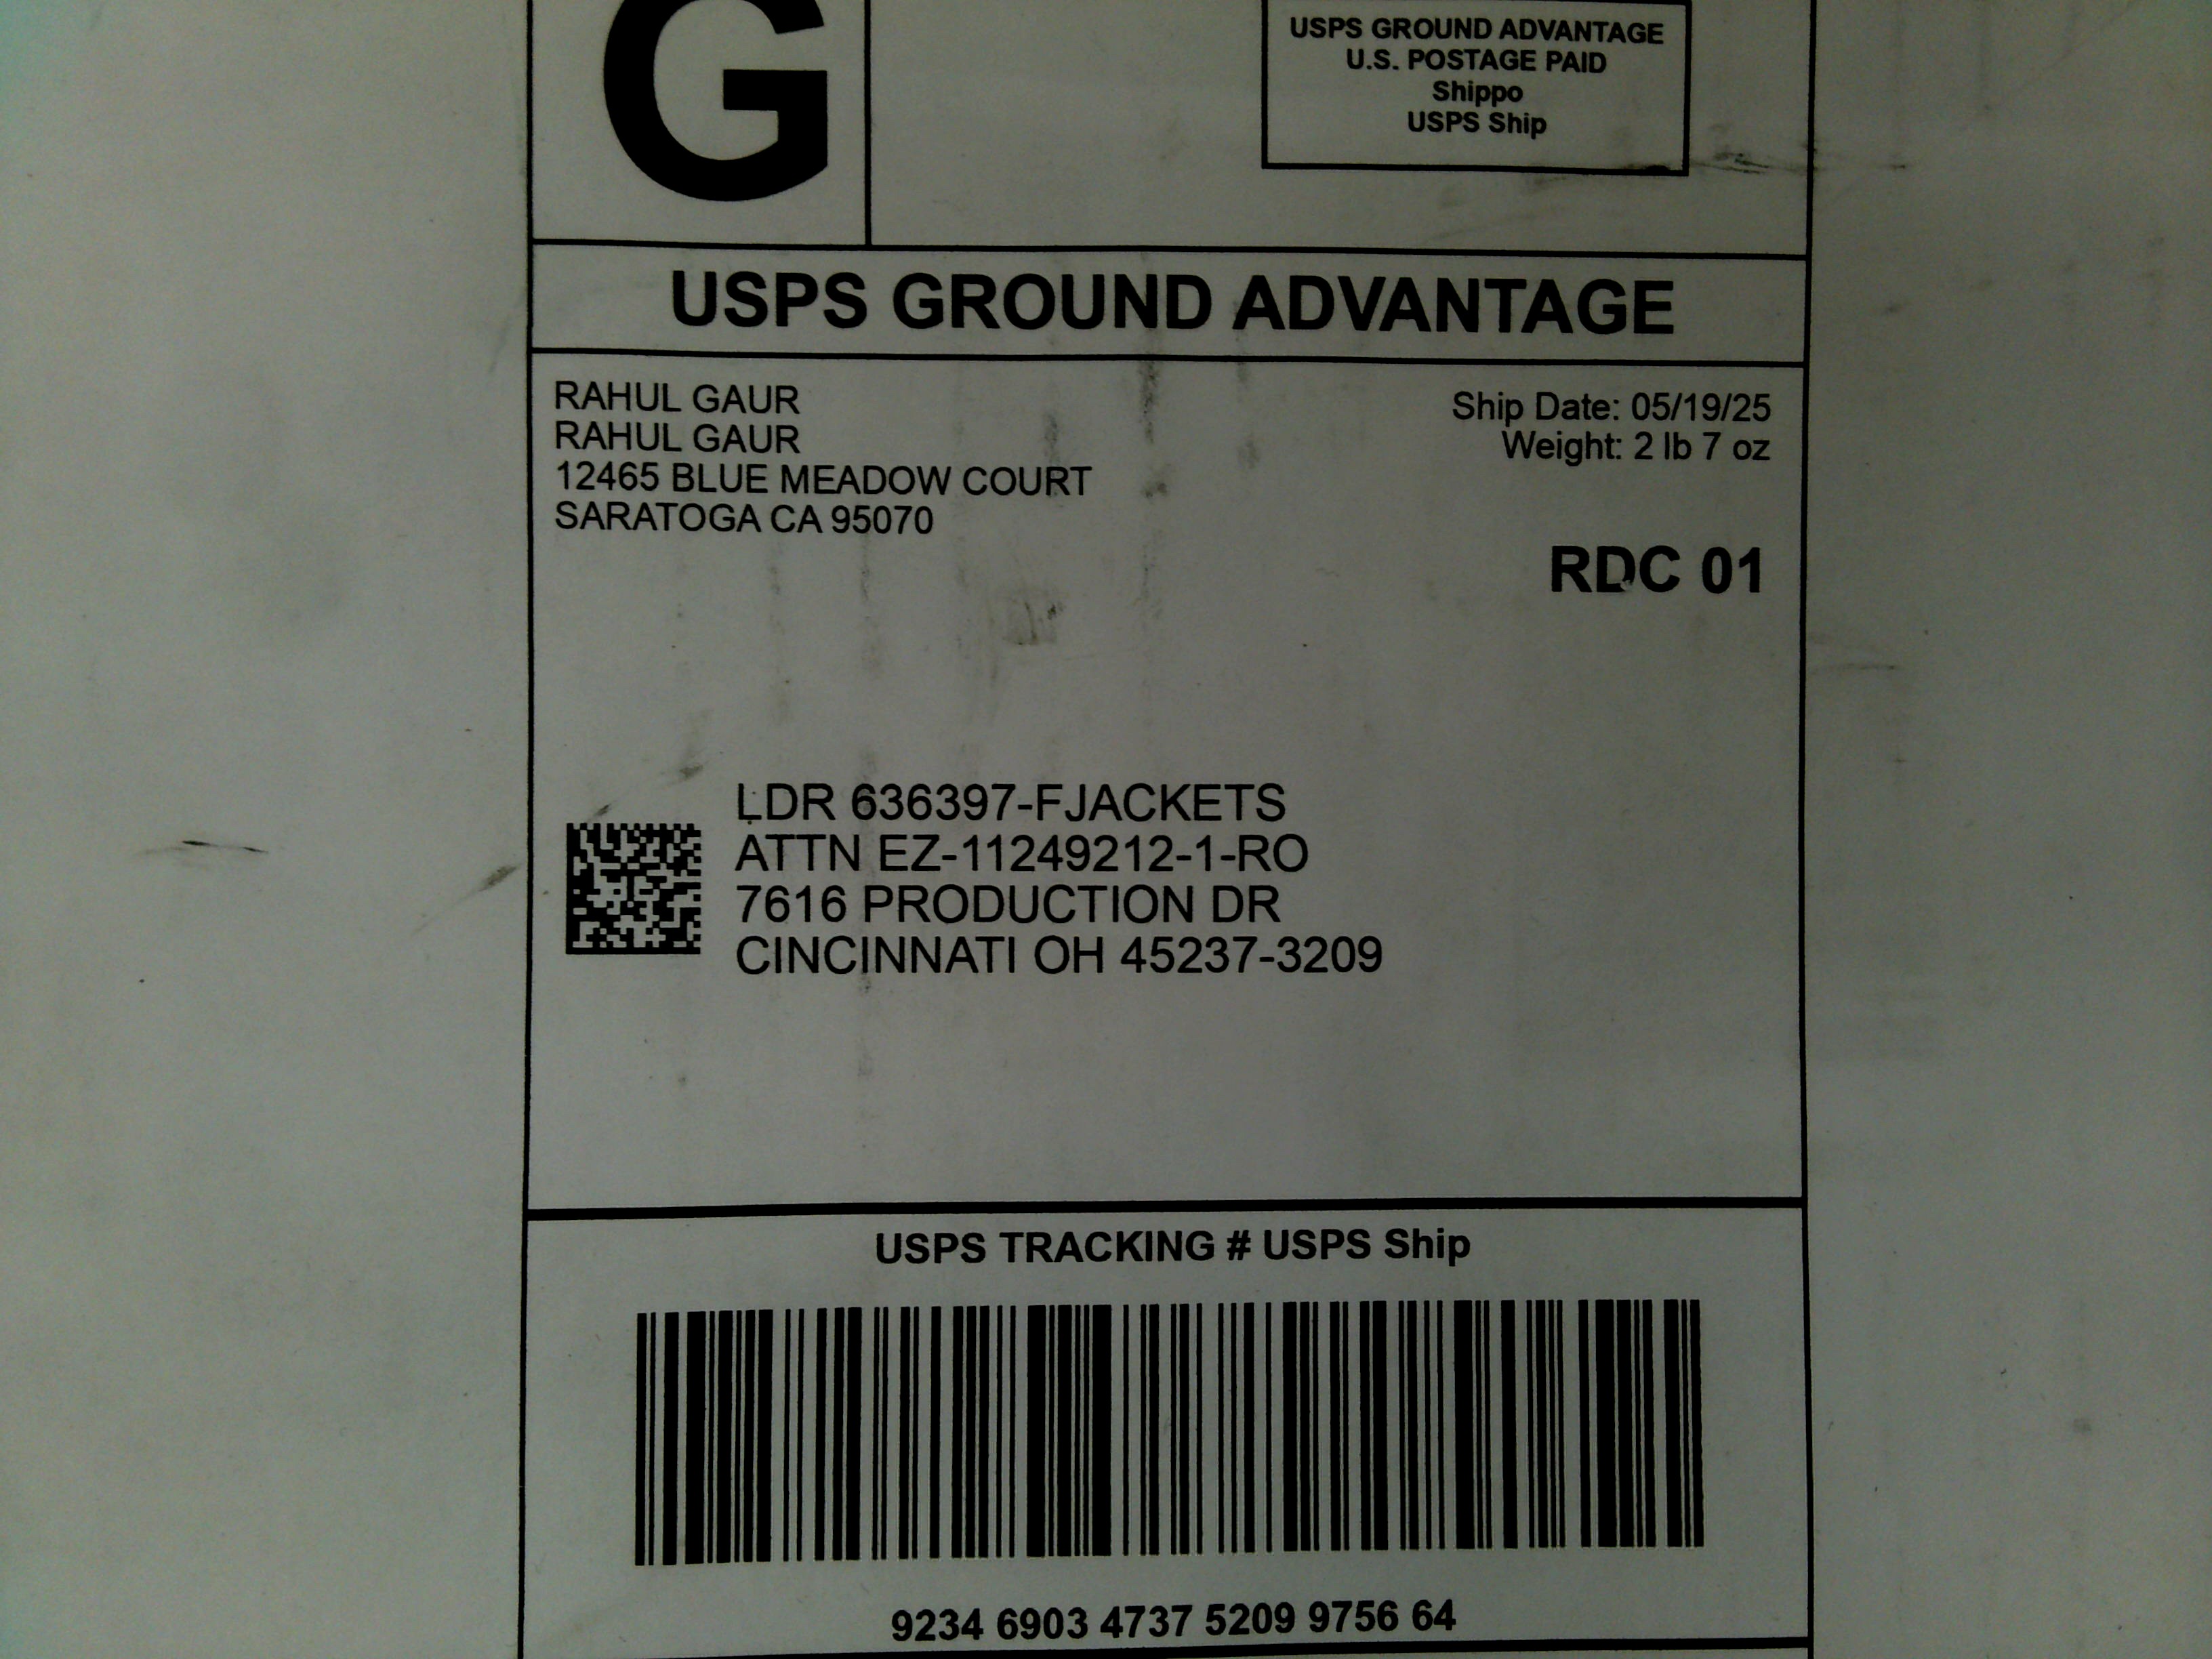 G
USPS GROUND ADVANTAGE
U.S. POSTAGE PAID
Shippo
USPS Ship
USPS GROUND ADVANTAGE
RAHUL GAUR
RAHUL GAUR
12465 BLUE MEADOW COURT
SARATOGA CA 95070
Ship Date: 05/19/25
Weight: 2 lb 7 oz
RDC 01
LDR 636397-FJACKETS
ATTN EZ-11249212-1-RO
7616 PRODUCTION DR
CINCINNATI OH 45237-3209
USPS TRACKING # USPS Ship
9234 6903 4737 5209 9756 64